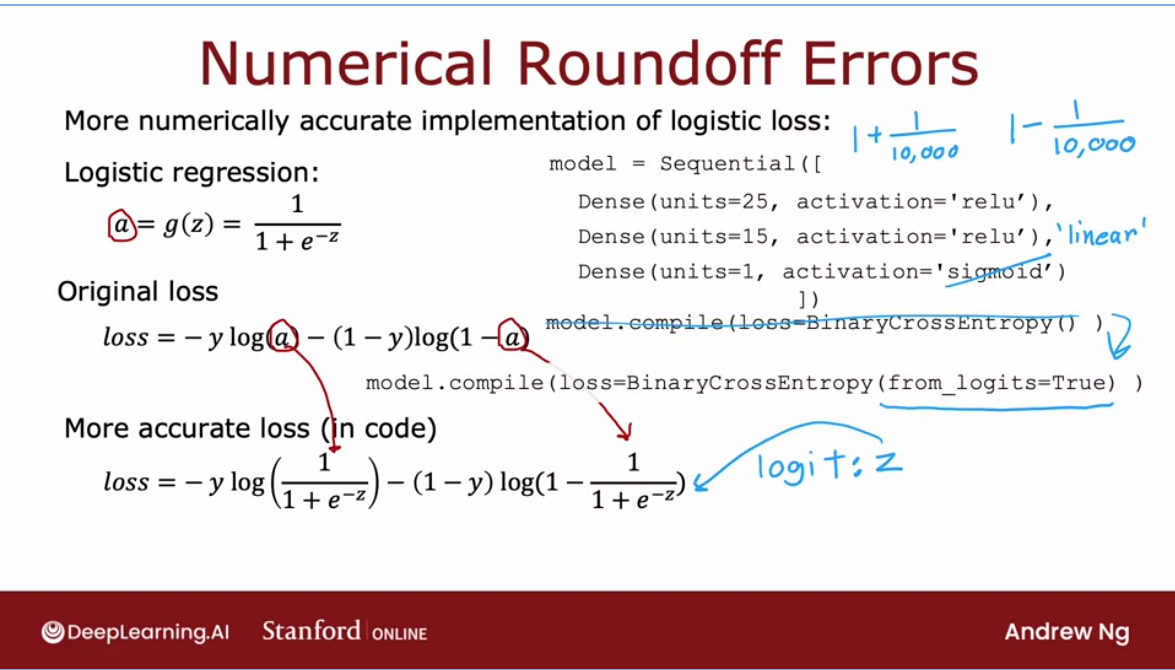 Numerical Roundoff Errors
More numerically accurate implementation of logistic loss:
1 + 1/10,000    1 − 1/10,000
Logistic regression:
a = g(z) = 1/(1 + e^−z)
Original loss
loss = − y log(a) − (1 − y)log(1 − a)
model = Sequential([
Dense(units=25, activation='relu'),
Dense(units=15, activation='relu'),
'linear'
Dense(units=1, activation='sigmoid')
])
model.compile(loss=BinaryCrossEntropy() )
model.compile(loss=BinaryCrossEntropy(from_logits=True) )
More accurate loss (in code)
loss = − y log(1/(1 + e^−z)) − (1 − y) log(1 − 1/(1 + e^−z))
logit: z
DeepLearning.AI Stanford ONLINE Andrew Ng